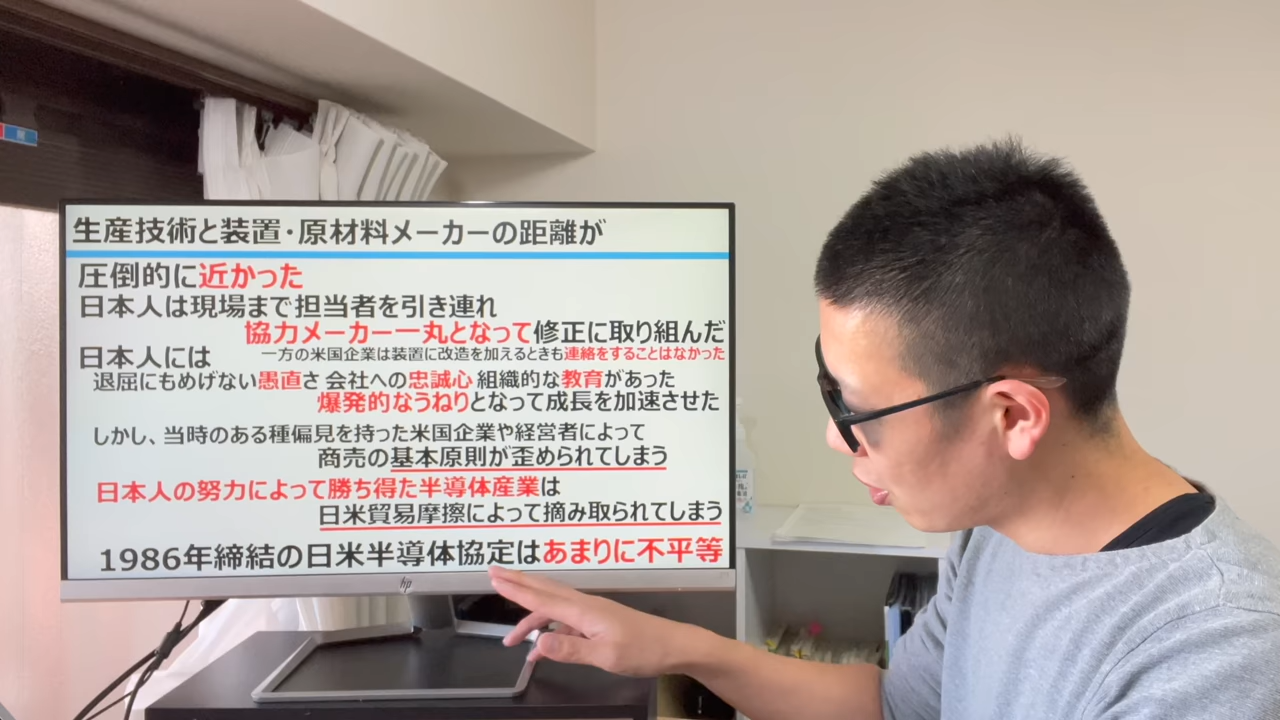 生産技術と装置・原材料メーカーの距離が
圧倒的に近かった
日本人は現場まで担当者を引き連れ
協力メーカー一丸となって修正に取り組んだ
一方の米国企業は装置に改造を加えるときも連絡をすることはなかった
日本人には
退屈にもめげない愚直さ 会社への忠誠心 組織的な教育があった
爆発的なうねりとなって成長を加速させた
しかし、当時のある種偏見を持った米国企業や経営者によって
商売の基本原則が歪められてしまう
日本人の努力によって勝ち得た半導体産業は
日米貿易摩擦によって摘み取られてしまう
1986年締結の日米半導体協定はあまりに不平等
hp